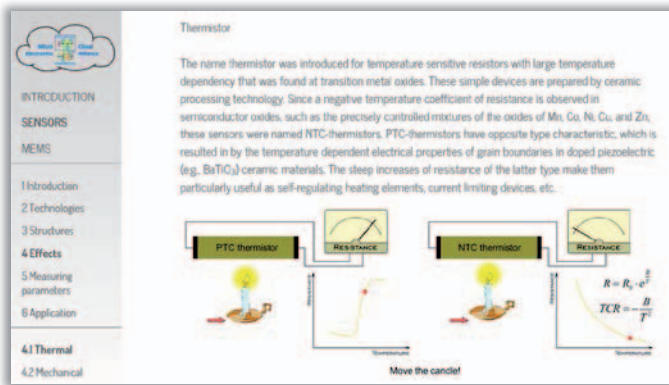 Thermistor
The name thermistor was introduced for temperature sensitive resistors with large temperature
dependency that was found at transition metal oxides. These simple devices are prepared by ceramic
processing technology. Since a negative temperature coefficient of resistance is observed in
semiconductor oxides, such as the precisely controlled mixtures of the oxides of Mn, Co, Ni, Cu, and Zn,
these sensors were named NTC-thermistors. PTC-thermistors have opposite type characteristic, which is
resulted in by the temperature dependent electrical properties of grain boundaries in doped piezoelectric
(e.g., BaTiO3) ceramic materials. The steep increases of resistance of the latter type make them
particularly useful as self-regulating heating elements, current limiting devices, etc.
INTRODUCTION
SENSORS
MEMS
1 Introduction
2 Technologies
3 Structures
4 Effects
5 Measuring
parameters
6 Application
4.1 Thermal
4.2 Mechanical
PTC thermistor
RESISTANCE
RESISTANCE
TEMPERATURE
NTC thermistor
RESISTANCE
RESISTANCE
TCR = - B / T²
TEMPERATURE
Move the candle!